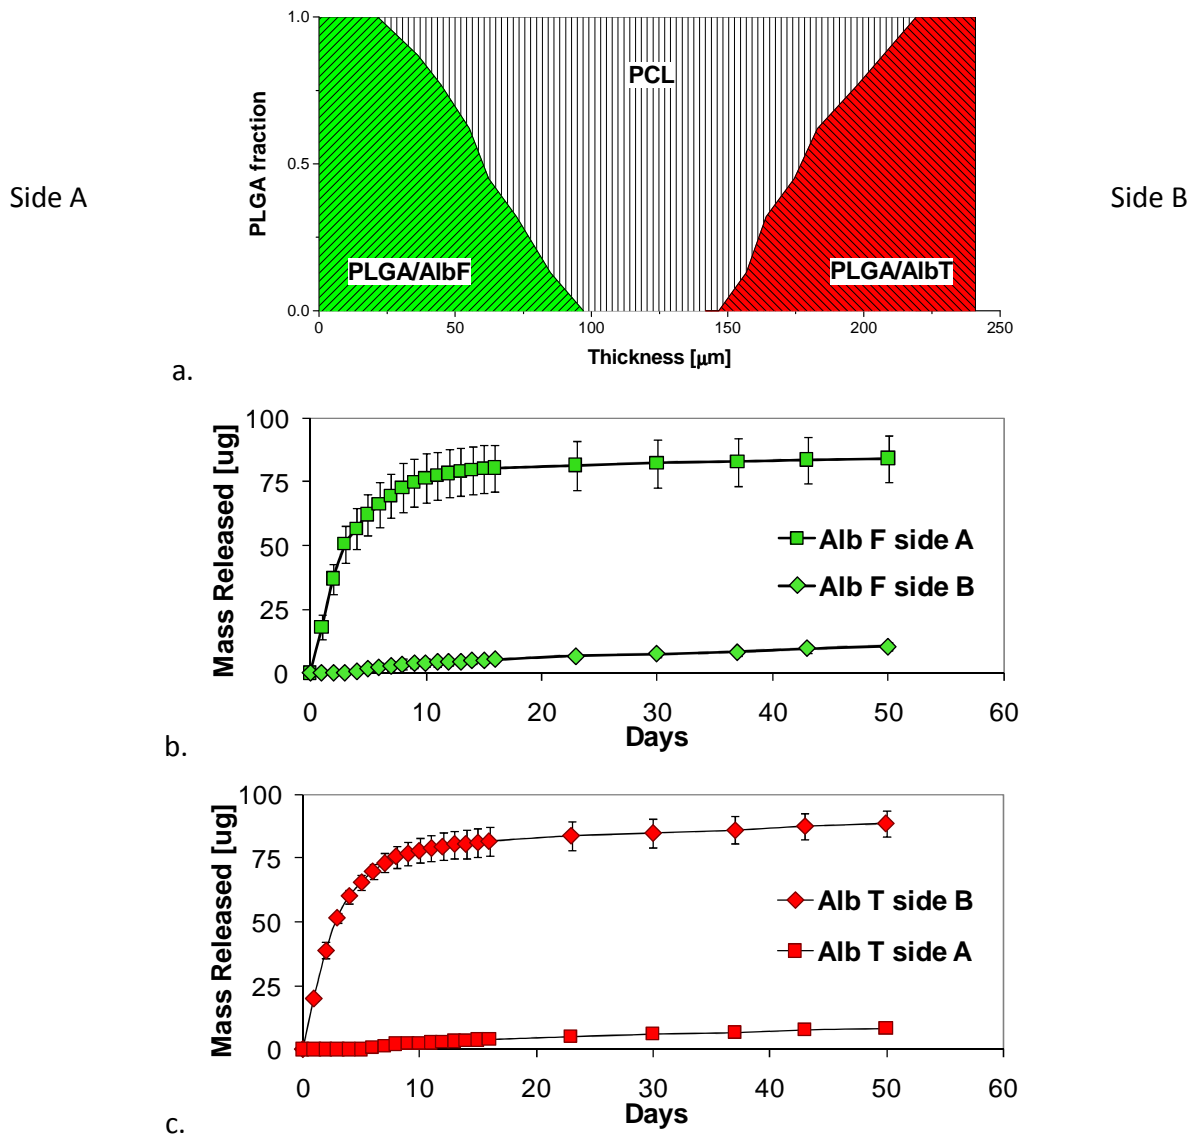 1.0
PCL
PLGA fraction
0.5
Side A
Side B
PLGA/AlbF
PLGA/AlbT
0.0
0 50 100 150 200 250
Thickness [μm]
a.
100
75
50
25
0
Mass Released [ug]
Alb F side A
Alb F side B
0 10 20 30 40 50 60
Days
b.
100
75
50
25
0
Mass Released [ug]
Alb T side B
Alb T side A
0 10 20 30 40 50 60
Days
c.